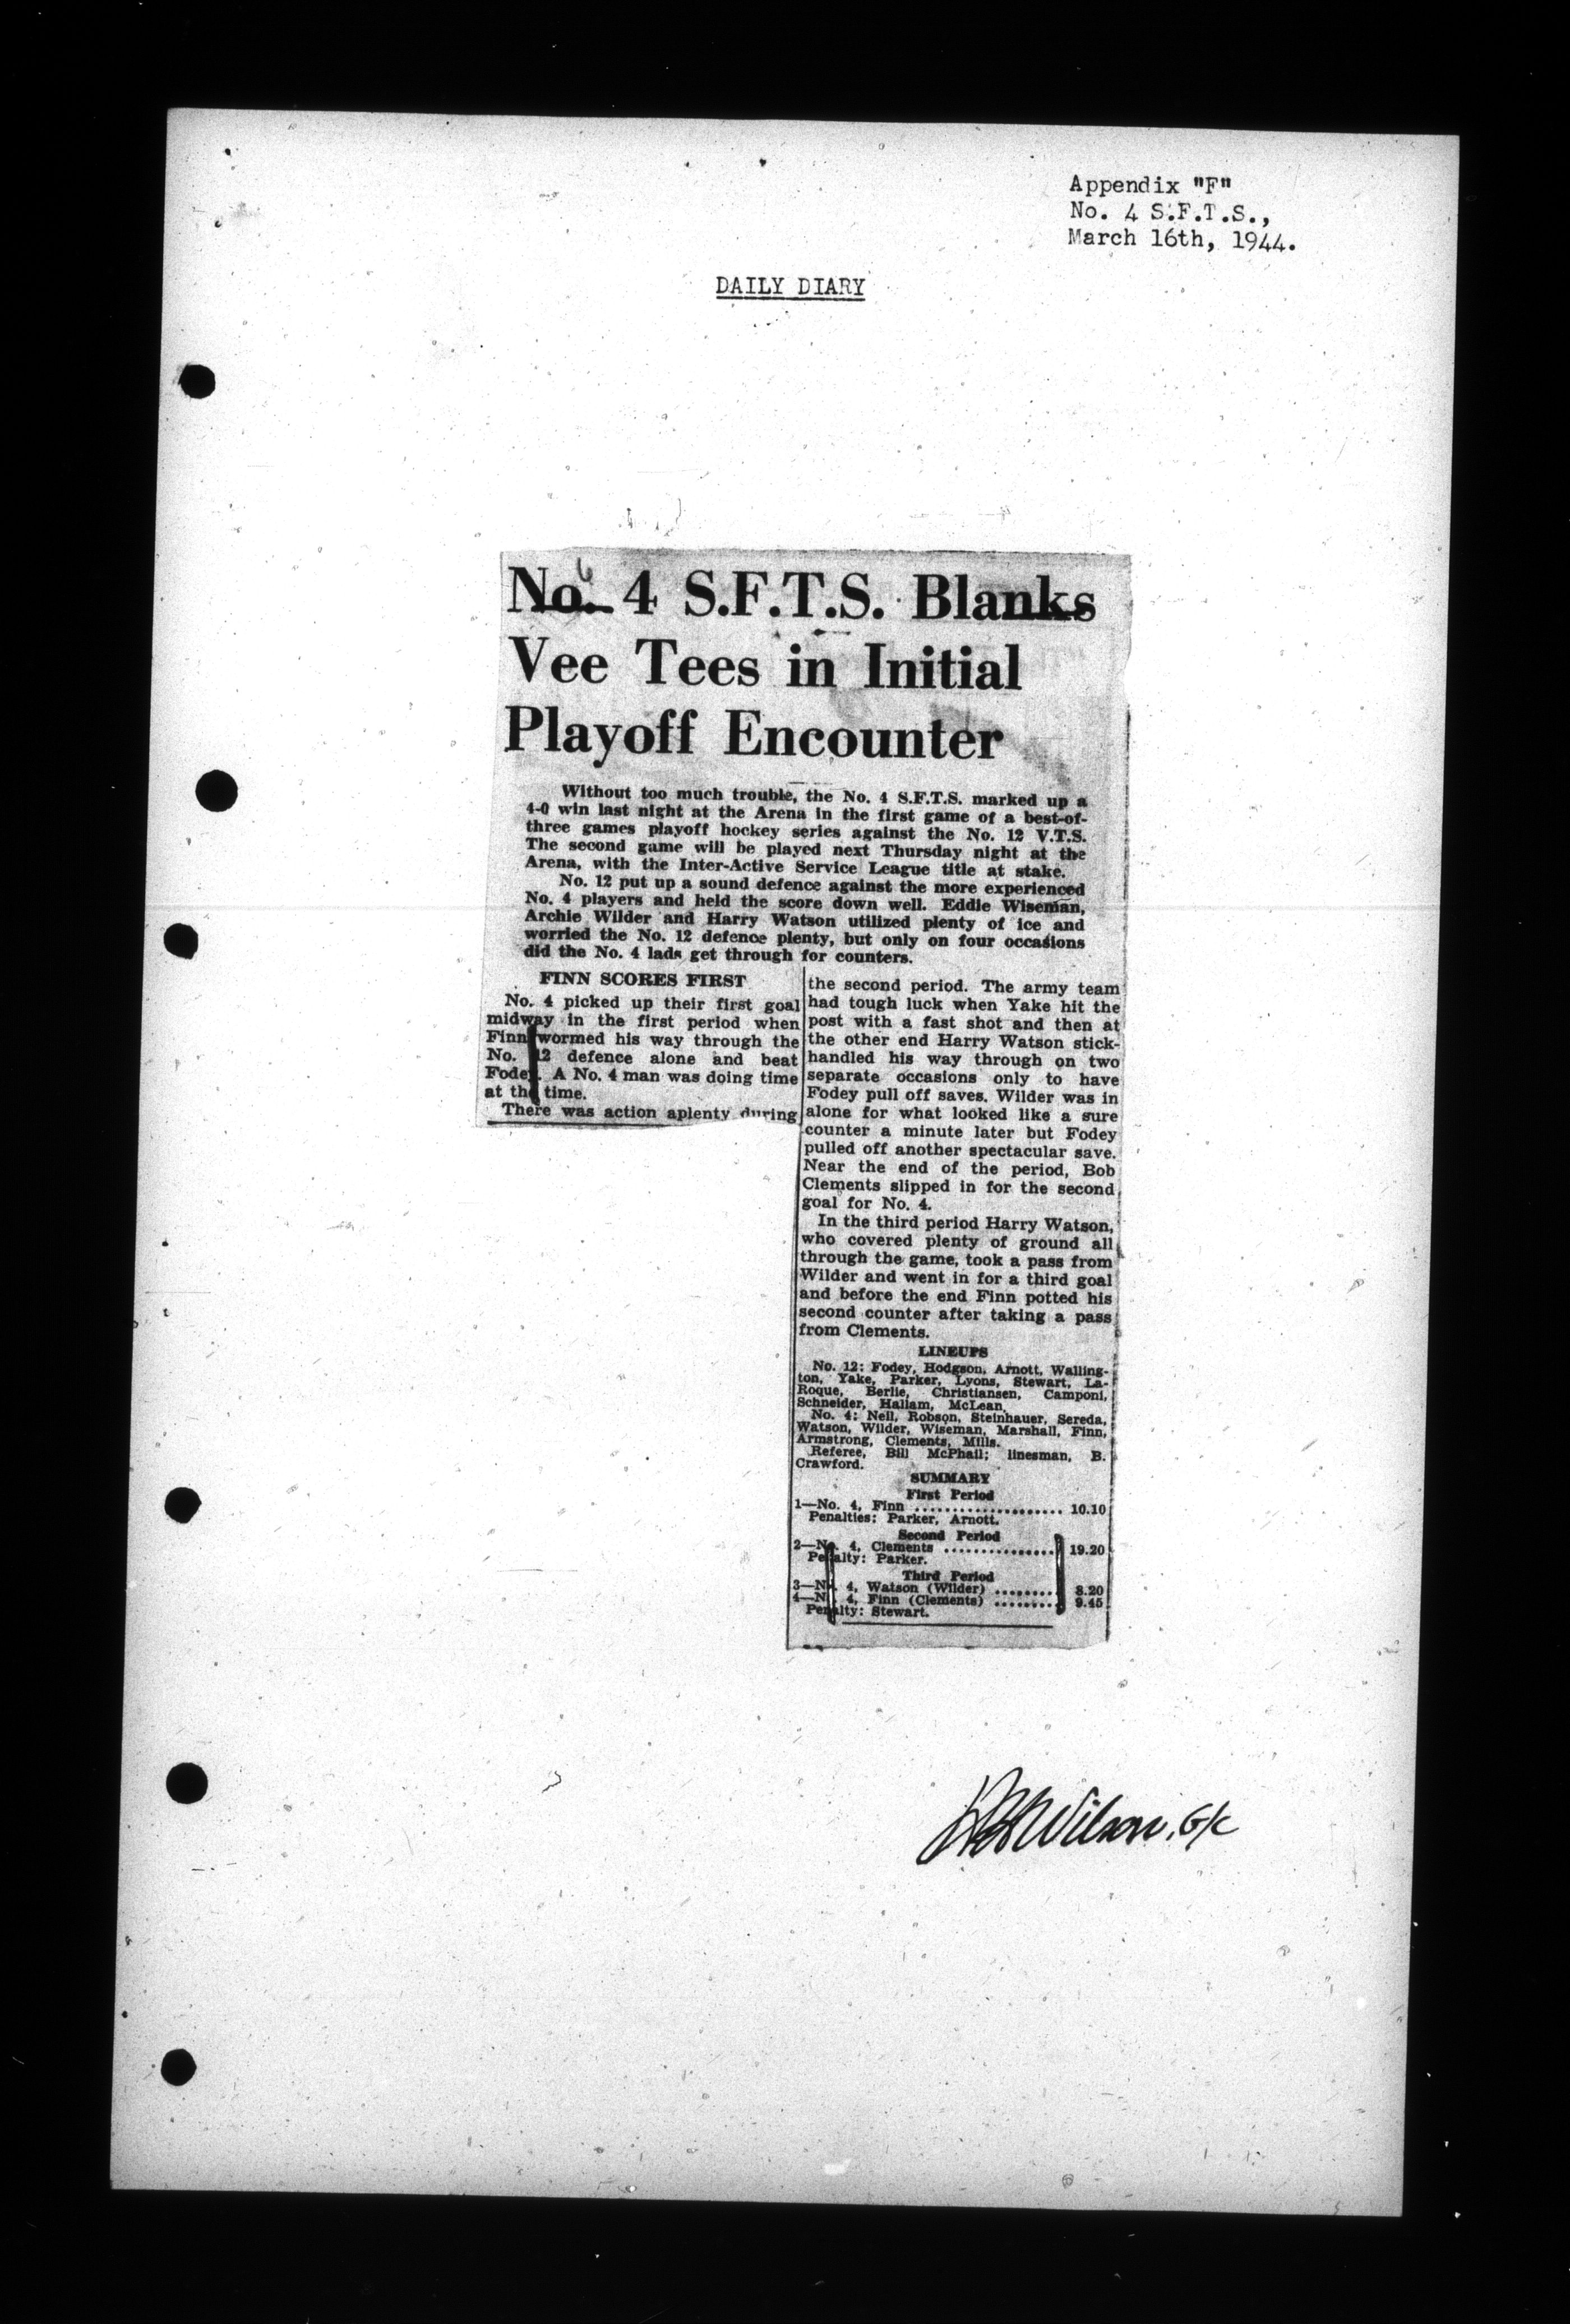 Appendix "F"
No. 4 S.F.T.S.,
March 16th, 1944.
DAILY DIARY
No. 4 S.F.T.S. Blanks
Vee Tees in Initial
Playoff Encounter
Without too much trouble, the No. 4 S.F.T.S. marked up a
4-0 win last night at the Arena in the first game of a best-of-
three games playoff hockey series against the No. 12 V.T.S.
The second game will be played next Thursday night at the
Arena, with the Inter-Active Service League title at stake.
No. 12 put up a sound defence against the more experienced
No. 4 players and held the score down well. Eddie Wiseman,
Archie Wilder and Harry Watson utilized plenty of ice and
worried the No. 12 defence plenty, but only on four occasions
did the No. 4 lads get through for counters.
FINN SCORES FIRST
No. 4 picked up their first goal
midway in the first period when
Finn wormed his way through the
No. 12 defence alone and beat
Fodey. A No. 4 man was doing time
at the time.
There was action aplenty during
the second period. The army team
had tough luck when Yake hit the
post with a fast shot and then at
the other end Harry Watson stick-
handled his way through on two
separate occasions only to have
Fodey pull off saves. Wilder was in
alone for what looked like a sure
counter a minute later but Fodey
pulled off another spectacular save.
Near the end of the period, Bob
Clements slipped in for the second
goal for No. 4.
In the third period Harry Watson,
who covered plenty of ground all
through the game, took a pass from
Wilder and went in for a third goal
and before the end Finn potted his
second counter after taking a pass
from Clements.
LINEUPS
No. 12: Fodey, Hodgson, Arnott, Walling-
ton, Yake, Parker, Lyons, Stewart, La-
Roque, Berlie, Christiansen, Camponi,
Schneider, Hallam, McLean.
No. 4: Neil, Robson, Steinhauer, Sereda,
Watson, Wilder, Wiseman, Marshall, Finn,
Armstrong, Clements, Mills.
Referee, Bill McPhail; linesman, B.
Crawford.
SUMMARY
First Period
1—No. 4, Finn .................... 10.10
Penalties: Parker, Arnott.
Second Period
2—No. 4, Clements ............... 19.20
Penalty: Parker.
Third Period
3—No. 4, Watson (Wilder) ........ 8.20
4—No. 4, Finn (Clements) ........ 9.45
Penalty: Stewart.
Wilson, G/C